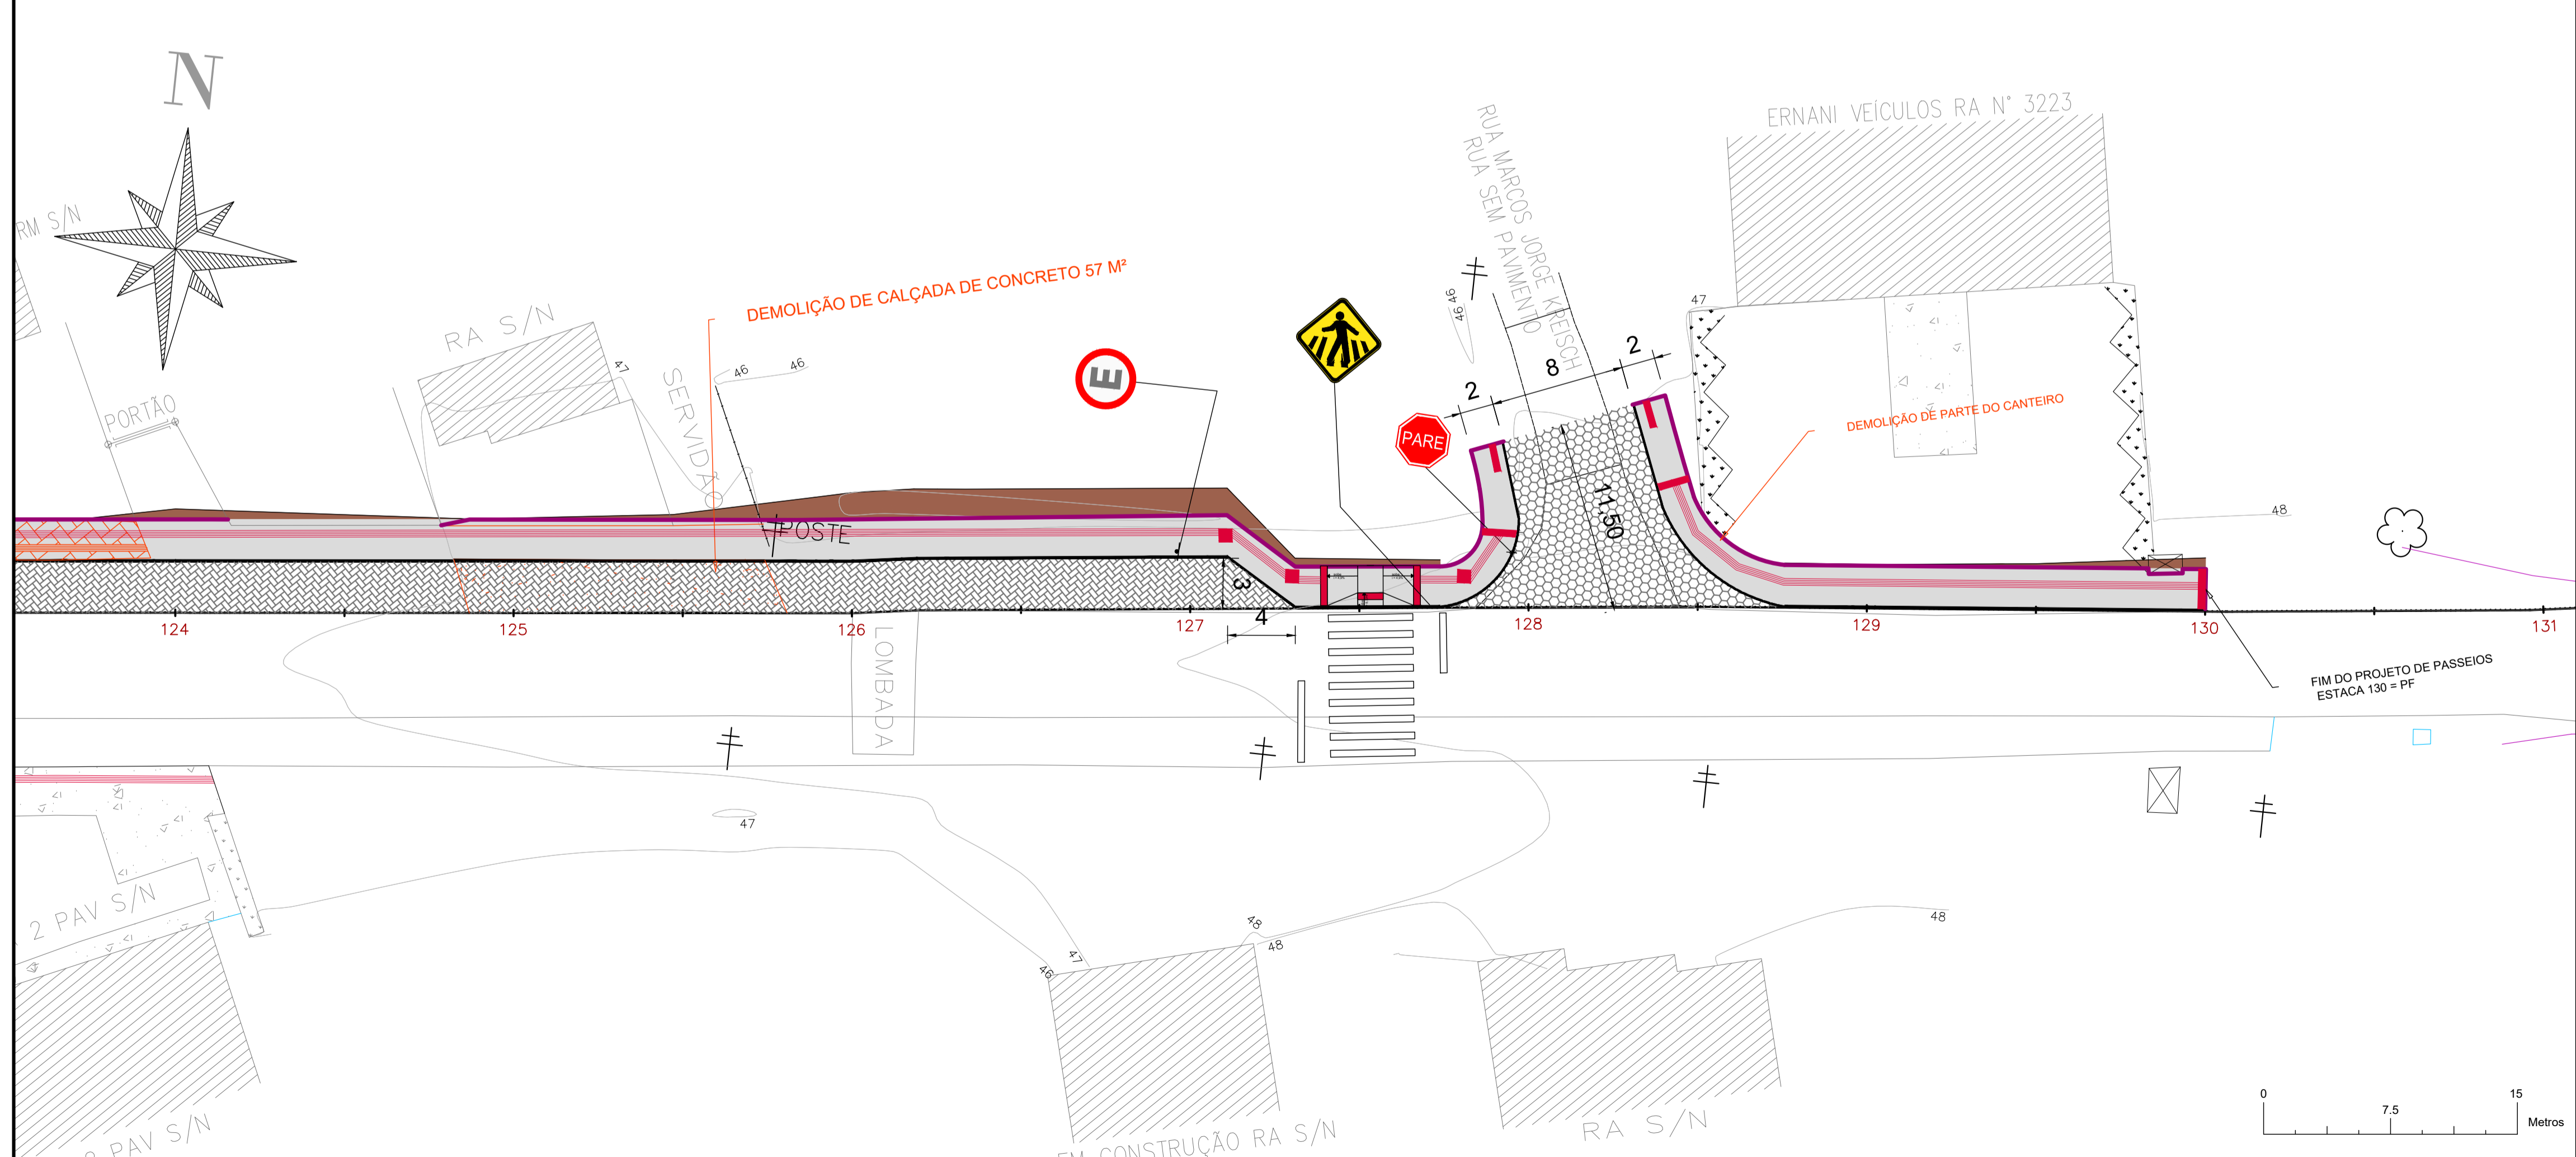 N
RM S/N
PORTÃO
RA S/N
47
SERVIDÃO
46
46
DEMOLIÇÃO DE CALÇADA DE CONCRETO 57 M²
E
PARE
POSTE
46
46
RUA MARCOS JORGE KREISCH
RUA SEM PAVIMENTO
2
8
2
11,50
ERNANI VEÍCULOS RA N° 3223
47
DEMOLIÇÃO DE PARTE DO CANTEIRO
48
3
4
124
125
126
127
128
129
130
131
LOMBADA
FIM DO PROJETO DE PASSEIOS
ESTACA 130 = PF
47
2 PAV S/N
PAV S/N
46
47
48
48
48
EM CONSTRUÇÃO RA S/N
RA S/N
0
7.5
15
Metros